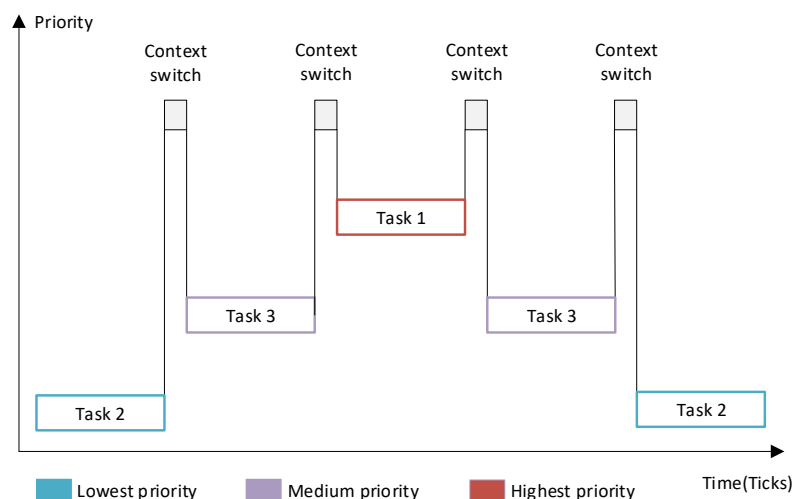 Priority
Context
switch
Context
switch
Context
switch
Context
switch
Task 1
Task 3
Task 3
Task 2
Task 2
Time(Ticks)
Lowest priority
Medium priority
Highest priority